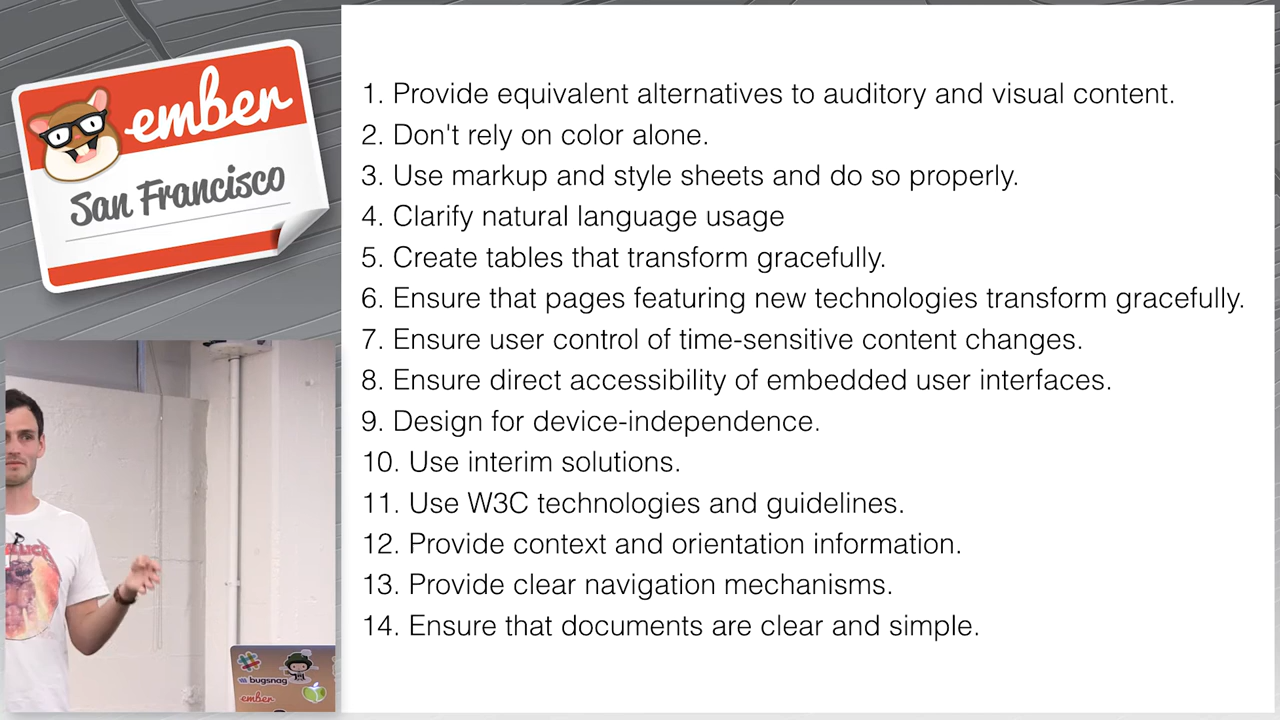 ember
San Francisco
1. Provide equivalent alternatives to auditory and visual content.
2. Don't rely on color alone.
3. Use markup and style sheets and do so properly.
4. Clarify natural language usage
5. Create tables that transform gracefully.
6. Ensure that pages featuring new technologies transform gracefully.
7. Ensure user control of time-sensitive content changes.
8. Ensure direct accessibility of embedded user interfaces.
9. Design for device-independence.
10. Use interim solutions.
11. Use W3C technologies and guidelines.
12. Provide context and orientation information.
13. Provide clear navigation mechanisms.
14. Ensure that documents are clear and simple.
bugsnag
ember